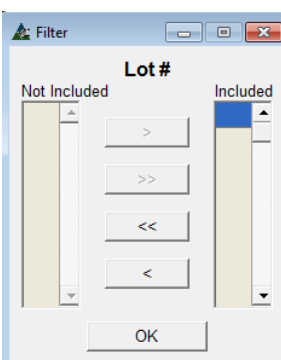 Filter
Lot #
Not Included
Included
>
>>
<<
<
OK